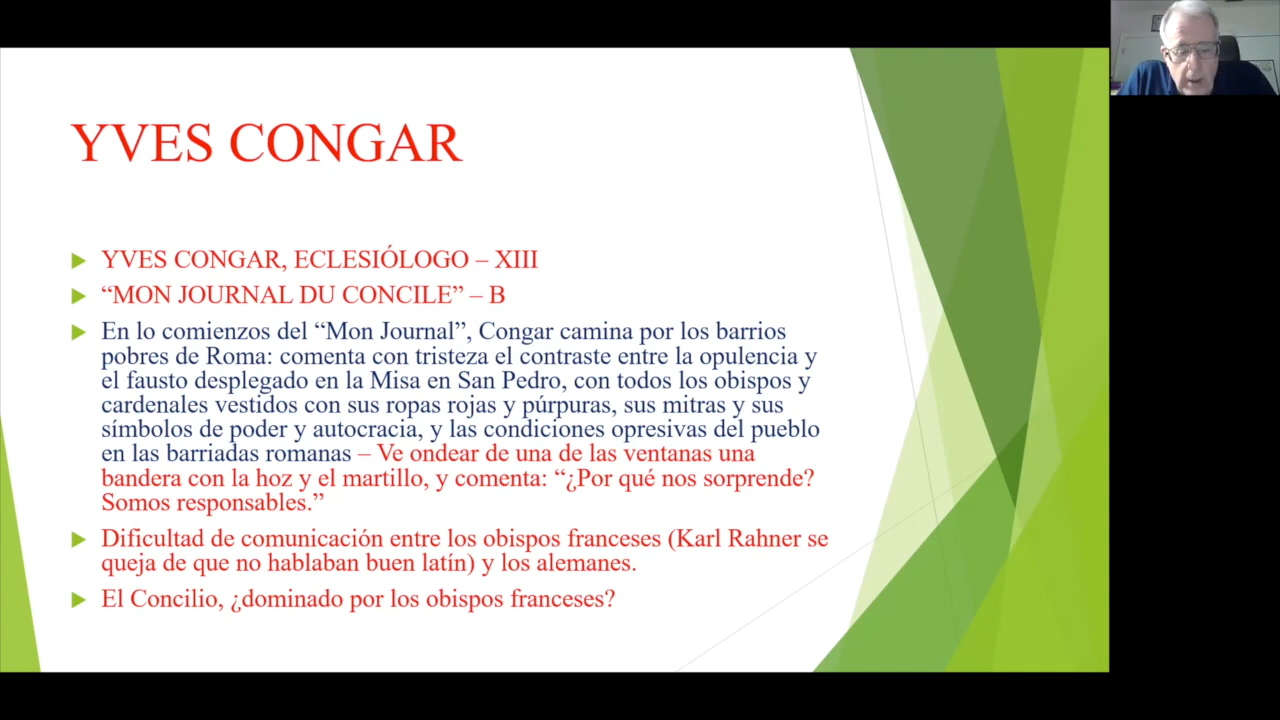 YVES CONGAR
YVES CONGAR, ECLESIÓLOGO – XIII
“MON JOURNAL DU CONCILE” – B
En lo comienzos del “Mon Journal”, Congar camina por los barrios
pobres de Roma: comenta con tristeza el contraste entre la opulencia y
el fausto desplegado en la Misa en San Pedro, con todos los obispos y
cardenales vestidos con sus ropas rojas y púrpuras, sus mitras y sus
símbolos de poder y autocracia, y las condiciones opresivas del pueblo
en las barriadas romanas – Ve ondear de una de las ventanas una
bandera con la hoz y el martillo, y comenta: “¿Por qué nos sorprende?
Somos responsables.”
Dificultad de comunicación entre los obispos franceses (Karl Rahner se
queja de que no hablaban buen latín) y los alemanes.
El Concilio, ¿dominado por los obispos franceses?